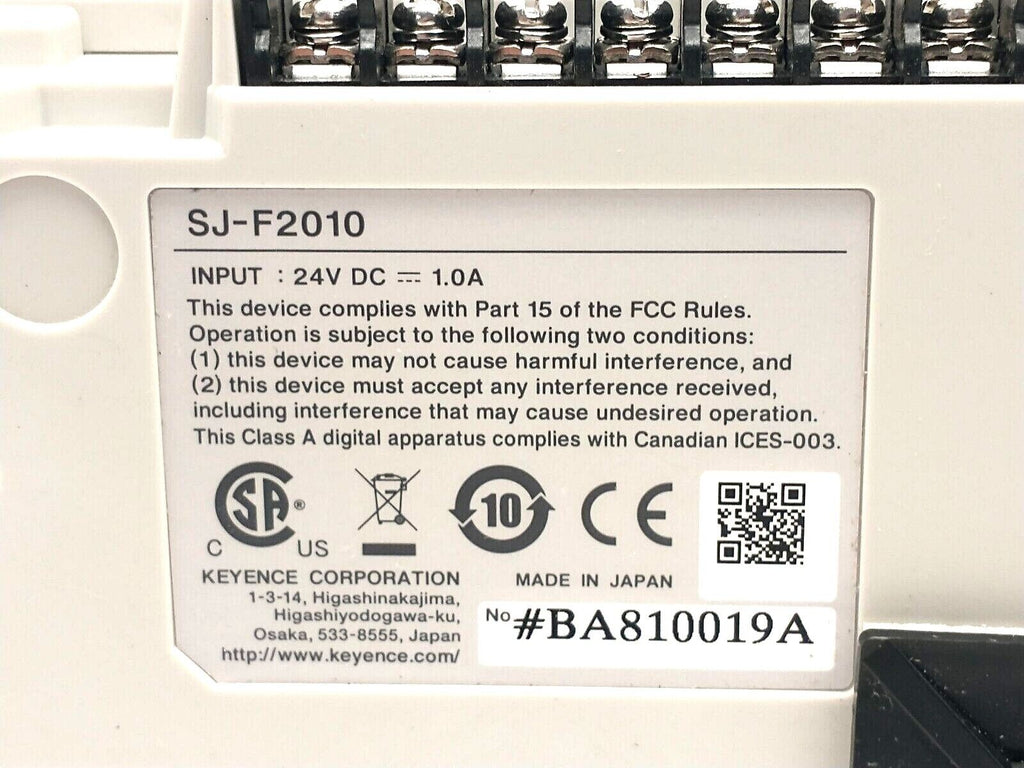 SJ-F2010
INPUT : 24V DC ⎓ 1.0A
This device complies with Part 15 of the FCC Rules.
Operation is subject to the following two conditions:
(1) this device may not cause harmful interference, and
(2) this device must accept any interference received,
including interference that may cause undesired operation.
This Class A digital apparatus complies with Canadian ICES-003.
SA ®
C US
10
CE
KEYENCE CORPORATION
1-3-14, Higashinakajima,
Higashiyodogawa-ku,
Osaka, 533-8555, Japan
http://www.keyence.com/
MADE IN JAPAN
No #BA810019A